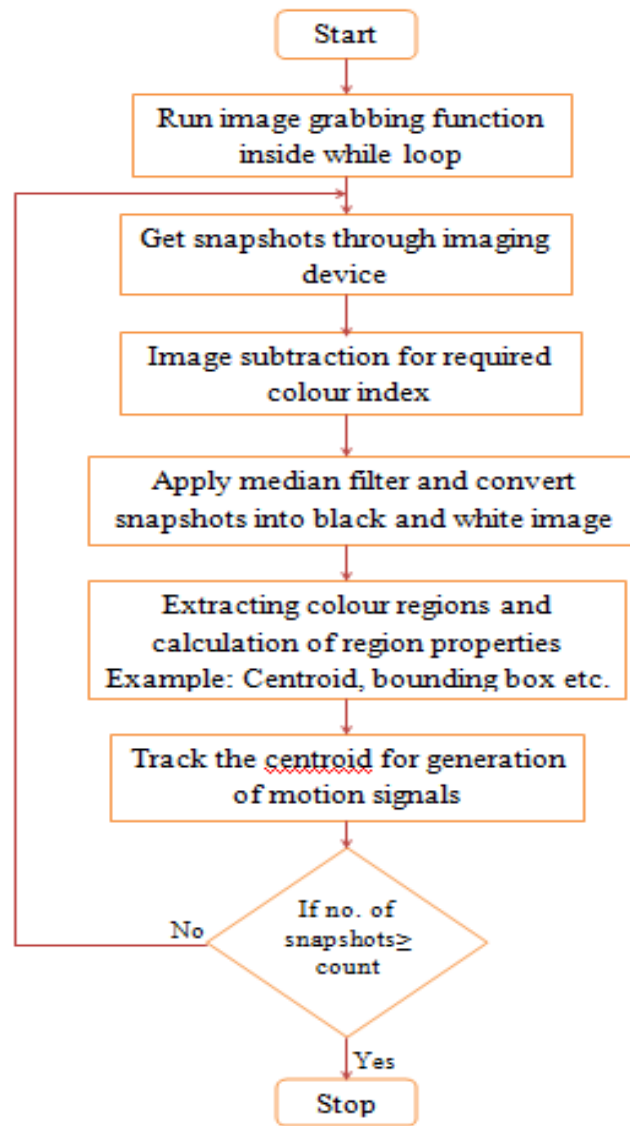 Start
Run image grabbing function
inside while loop
Get snapshots through imaging
device
Image subtraction for required
colour index
Apply median filter and convert
snapshots into black and white image
Extracting colour regions and
calculation of region properties
Example: Centroid, bounding box etc.
Track the centroid for generation
of motion signals
If no. of
snapshots≥
count
No
Yes
Stop